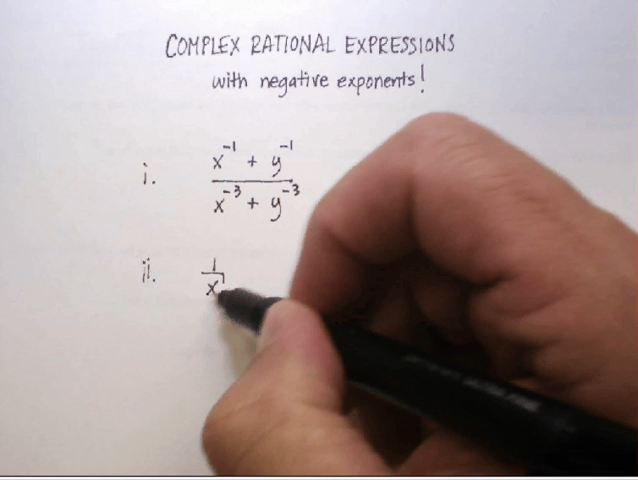 COMPLEX RATIONAL EXPRESSIONS
with negative exponents!
i. x⁻¹ + y⁻¹
x⁻³ + y⁻³
ii. 1
x